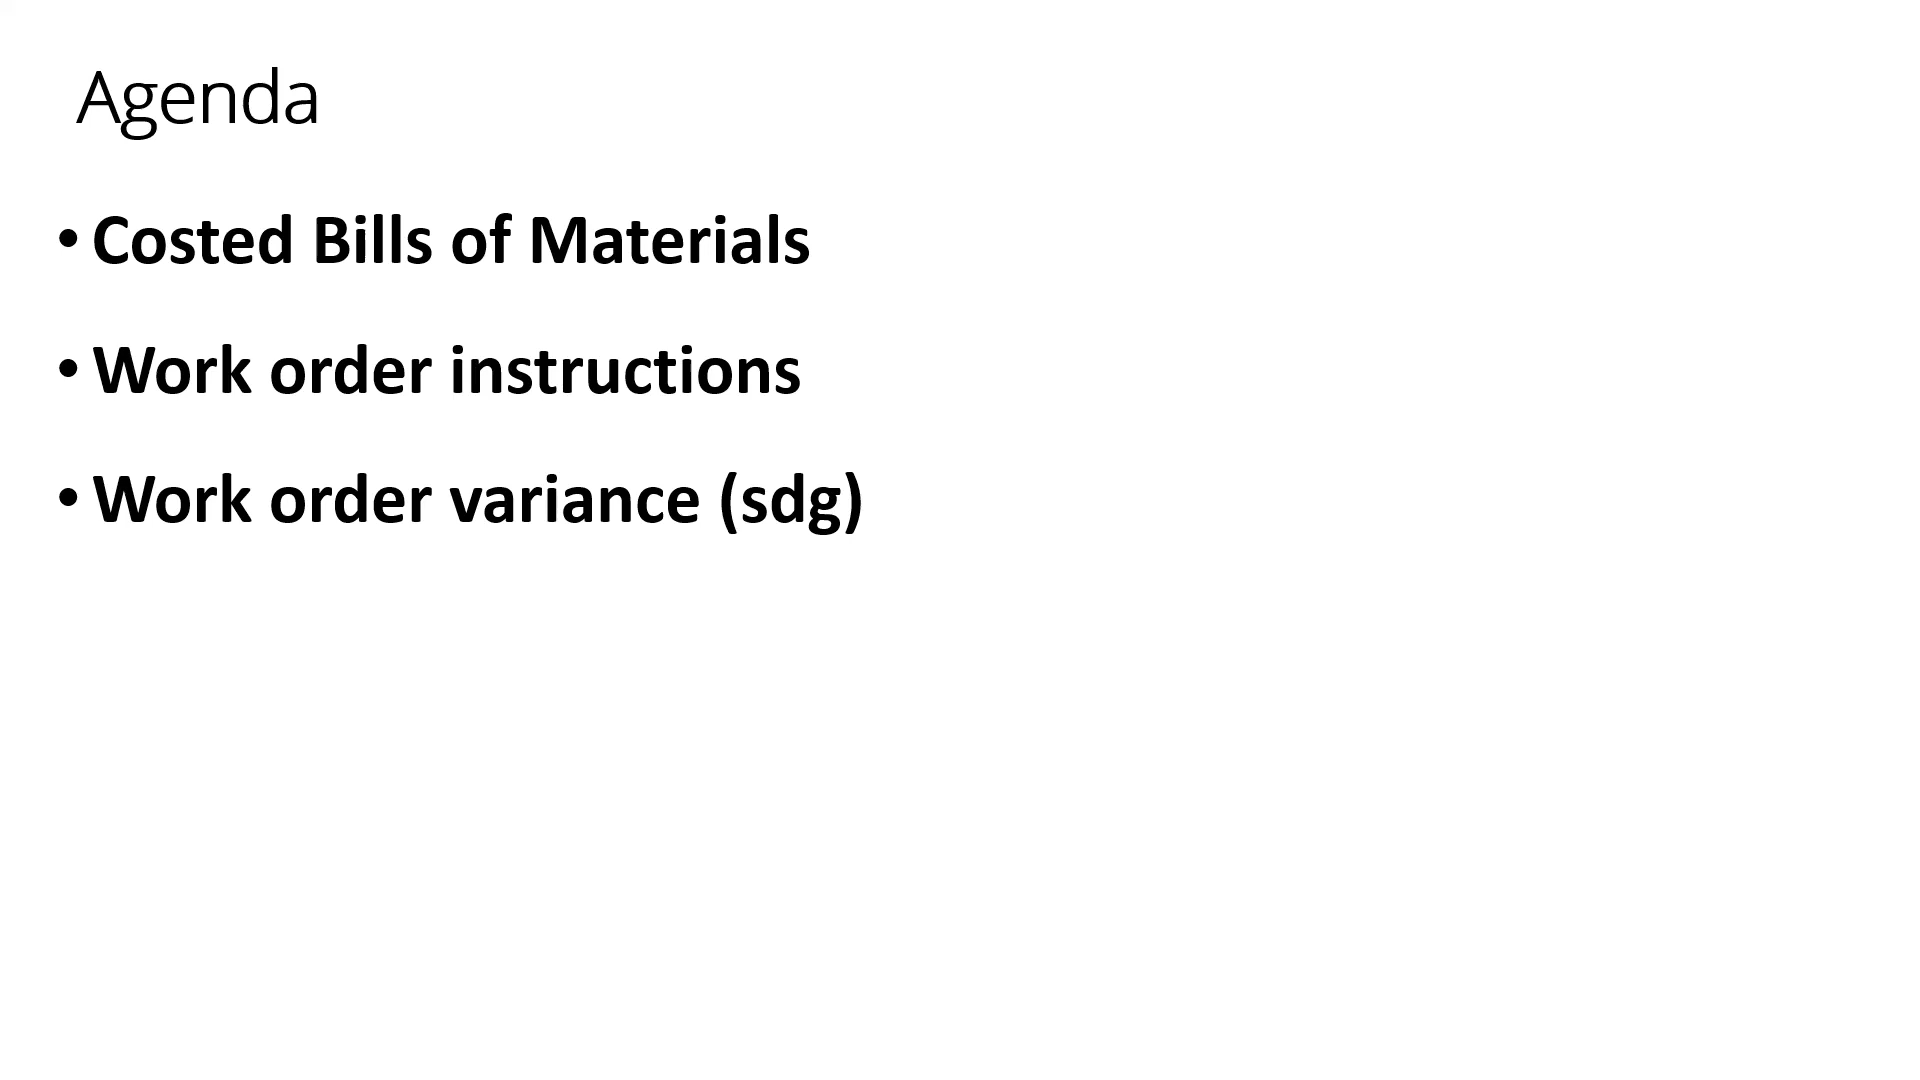 Agenda
• Costed Bills of Materials
• Work order instructions
• Work order variance (sdg)